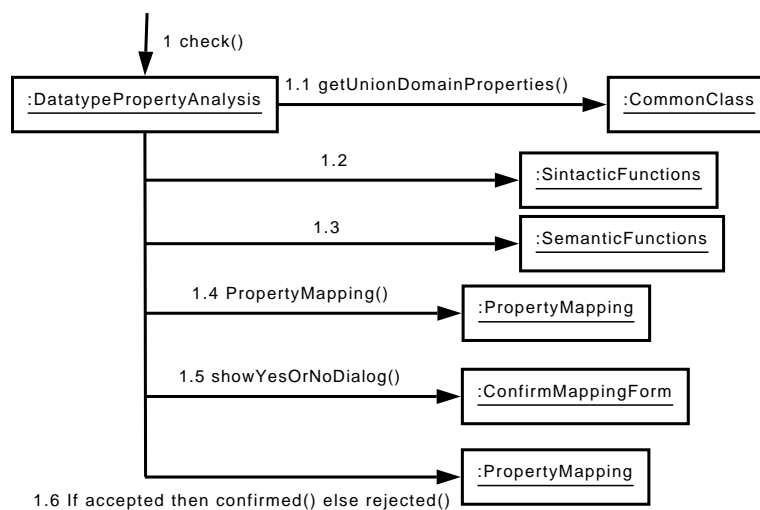 1 check()
:DatatypePropertyAnalysis
1.1 getUnionDomainProperties()
:CommonClass
1.2
:SintacticFunctions
1.3
:SemanticFunctions
1.4 PropertyMapping()
:PropertyMapping
1.5 showYesOrNoDialog()
:ConfirmMappingForm
:PropertyMapping
1.6 If accepted then confirmed() else rejected()